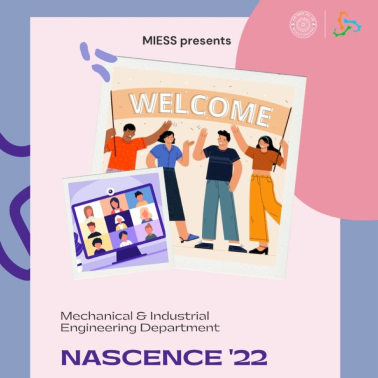 MIESS presents
WELCOME
Mechanical & Industrial
Engineering Department
NASCENCE '22